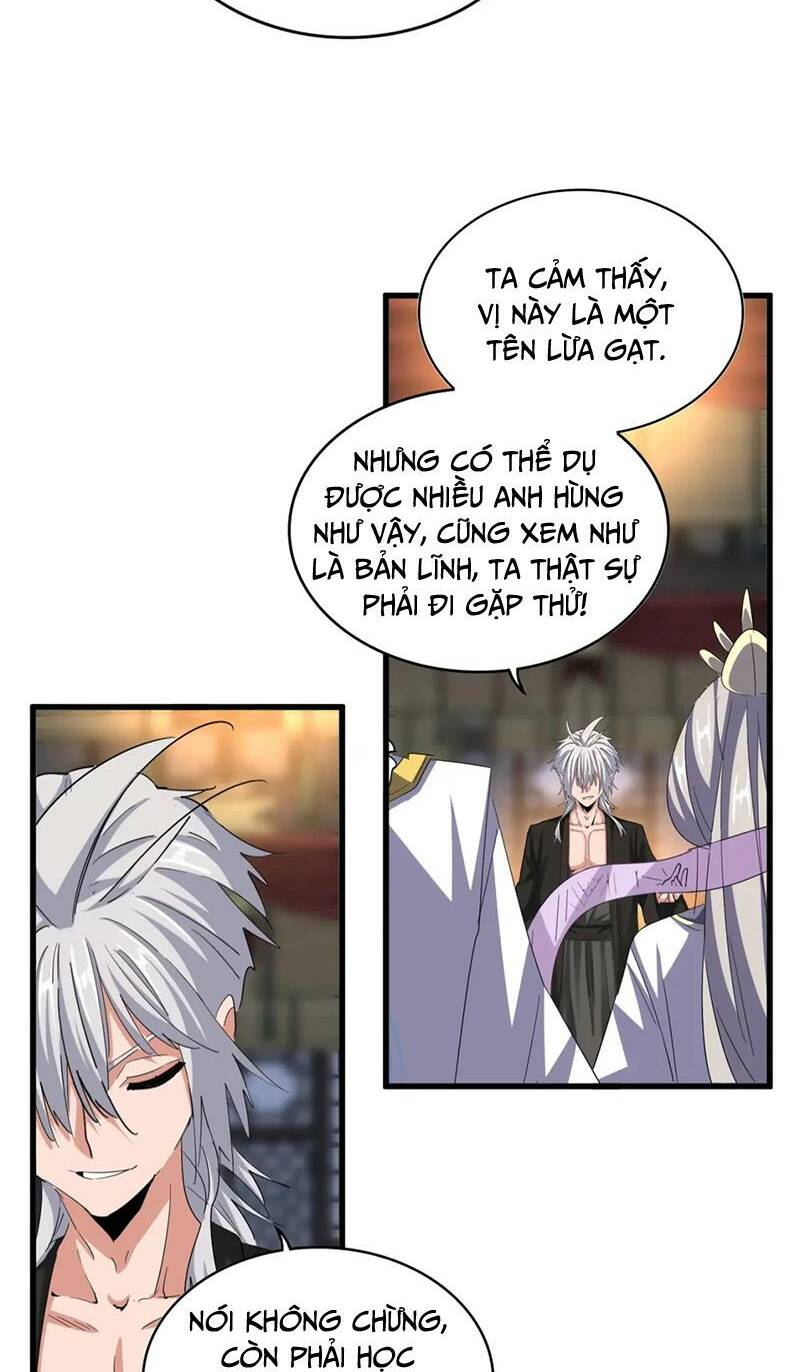 TA CẢM THẤY,
VỊ NÀY LÀ MỘT
TÊN LỪA GẠT.
NHƯNG CÓ THỂ DỤ
ĐƯỢC NHIỀU ANH HÙNG
NHƯ VẬY, CŨNG XEM NHƯ
LÀ BẢN LĨNH, TA THẬT SỰ
PHẢI ĐI GẶP THỬ!
NÓI KHÔNG CHỪNG,
CÒN PHẢI HỌC